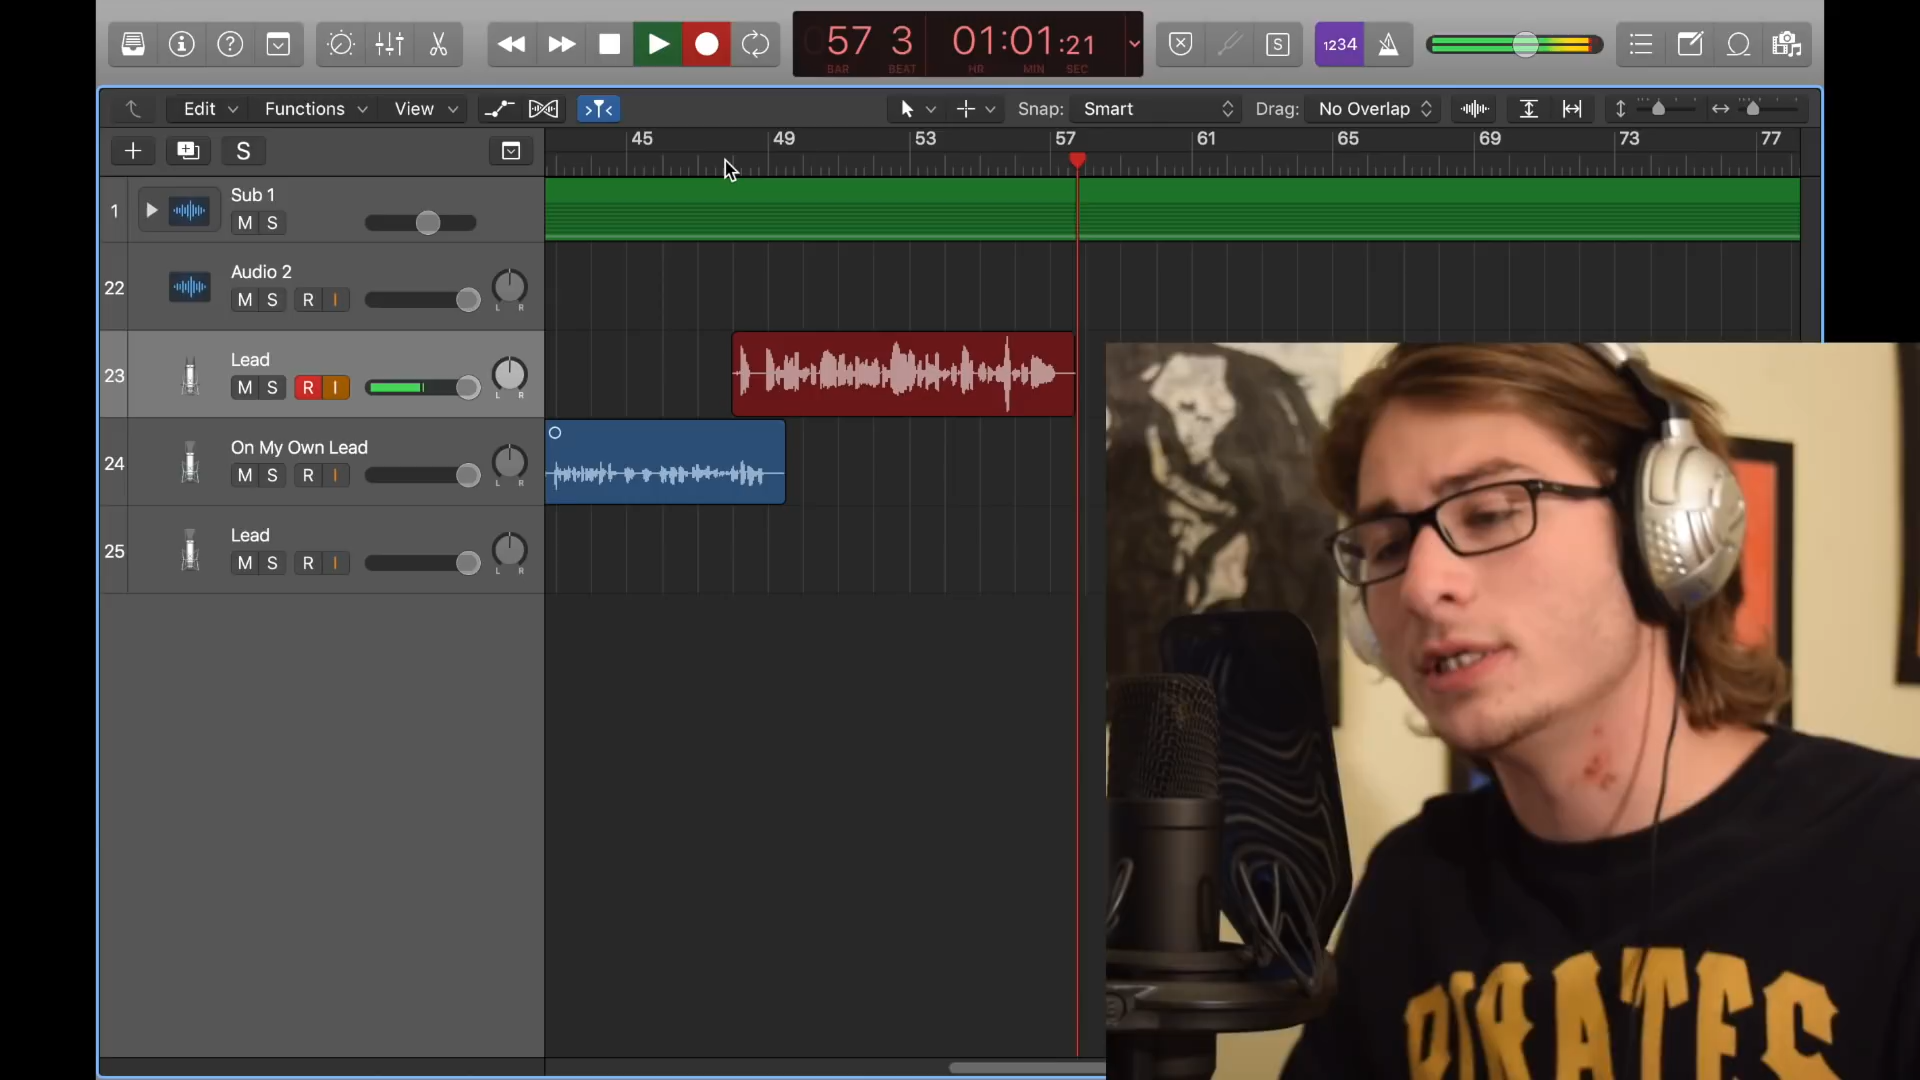 1234
57 3 01:01:21
BAR BEAT HR MIN SEC
Edit Functions View Snap: Smart Drag: No Overlap
S
45 49 53 57 61 65 69 73 77
1 Sub 1
M S
22 Audio 2
M S R I
L R
23 Lead
M S R I
L R
24 On My Own Lead
M S R I
L R
25 Lead
M S R I
L R
PIRATES